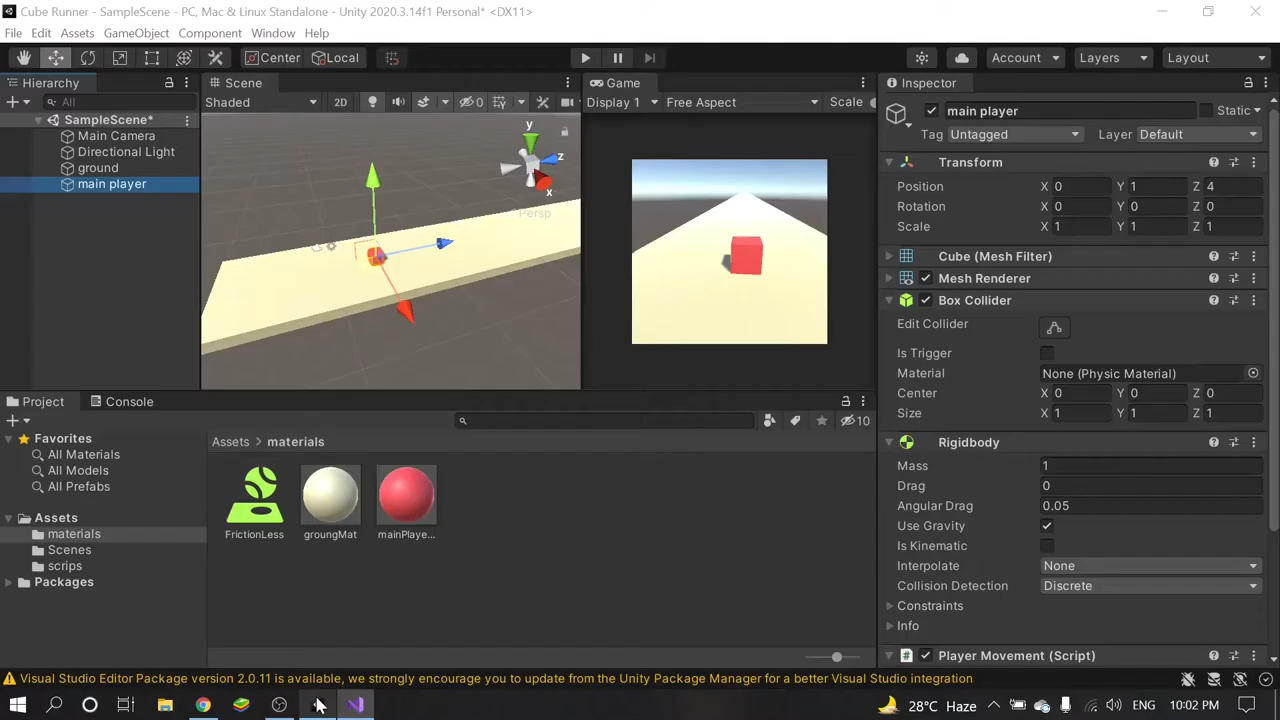 Cube Runner - SampleScene - PC, Mac & Linux Standalone - Unity 2020.3.14f1 Personal* <DX11>
File Edit Assets GameObject Component Window Help
Center Local Account Layers Layout
Hierarchy Scene Game Inspector
All Shaded 2D 10 Display 1 Free Aspect Scale main player Static
SampleScene* Tag Untagged Layer Default
Main Camera
Directional Light
ground
main player
y
z
x
Persp
Transform
Position X 0 Y 1 Z 4
Rotation X 0 Y 0 Z 0
Scale X 1 Y 1 Z 1
Cube (Mesh Filter)
Mesh Renderer
Box Collider
Edit Collider
Is Trigger
Material None (Physic Material)
Center X 0 Y 0 Z 0
Size X 1 Y 1 Z 1
Rigidbody
Mass 1
Drag 0
Angular Drag 0.05
Use Gravity
Is Kinematic
Interpolate None
Collision Detection Discrete
Constraints
Info
Player Movement (Script)
Project Console
10
Favorites
All Materials
All Models
All Prefabs
Assets
materials
Scenes
scrips
Packages
Assets > materials
FrictionLess groungMat mainPlaye...
Visual Studio Editor Package version 2.0.11 is available, we strongly encourage you to update from the Unity Package Manager for a better Visual Studio integration
28°C Haze ENG 10:02 PM